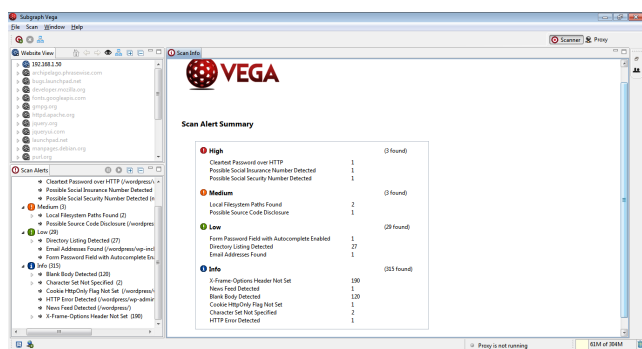 Subgraph Vega
File Scan Window Help
Scanner Proxy
Website View
192.168.1.50
archipelago.phrasewise.com
bugs.launchpad.net
developer.mozilla.org
fonts.googleapis.com
gmpg.org
httpd.apache.org
jquery.org
jqueryui.com
launchpad.net
manpages.debian.org
Scan Alerts
Cleartext Password over HTTP (/wordpress/
Possible Social Insurance Number Detected
Possible Social Security Number Detected
Medium (3)
Local Filesystem Paths Found (2)
Possible Source Code Disclosure (/wordpres
Low (29)
Directory Listing Detected (27)
Email Addresses Found (/wordpress/wp-incl
Form Password Field with Autocomplete En
Info (315)
Blank Body Detected (120)
Character Set Not Specified (2)
Cookie HttpOnly Flag Not Set (/wordpress/
HTTP Error Detected (/wordpress/wp-admin
News Feed Detected (/wordpress/)
X-Frame-Options Header Not Set (190)
Scan Info
VEGA
Scan Alert Summary
High (3 found)
Cleartext Password over HTTP 1
Possible Social Insurance Number Detected 1
Possible Social Security Number Detected 1
Medium (3 found)
Local Filesystem Paths Found 2
Possible Source Code Disclosure 1
Low (29 found)
Form Password Field with Autocomplete Enabled 1
Directory Listing Detected 27
Email Addresses Found 1
Info (315 found)
X-Frame-Options Header Not Set 190
News Feed Detected 1
Blank Body Detected 120
Cookie HttpOnly Flag Not Set 1
Character Set Not Specified 2
HTTP Error Detected 1
Proxy is not running 81M of 384M